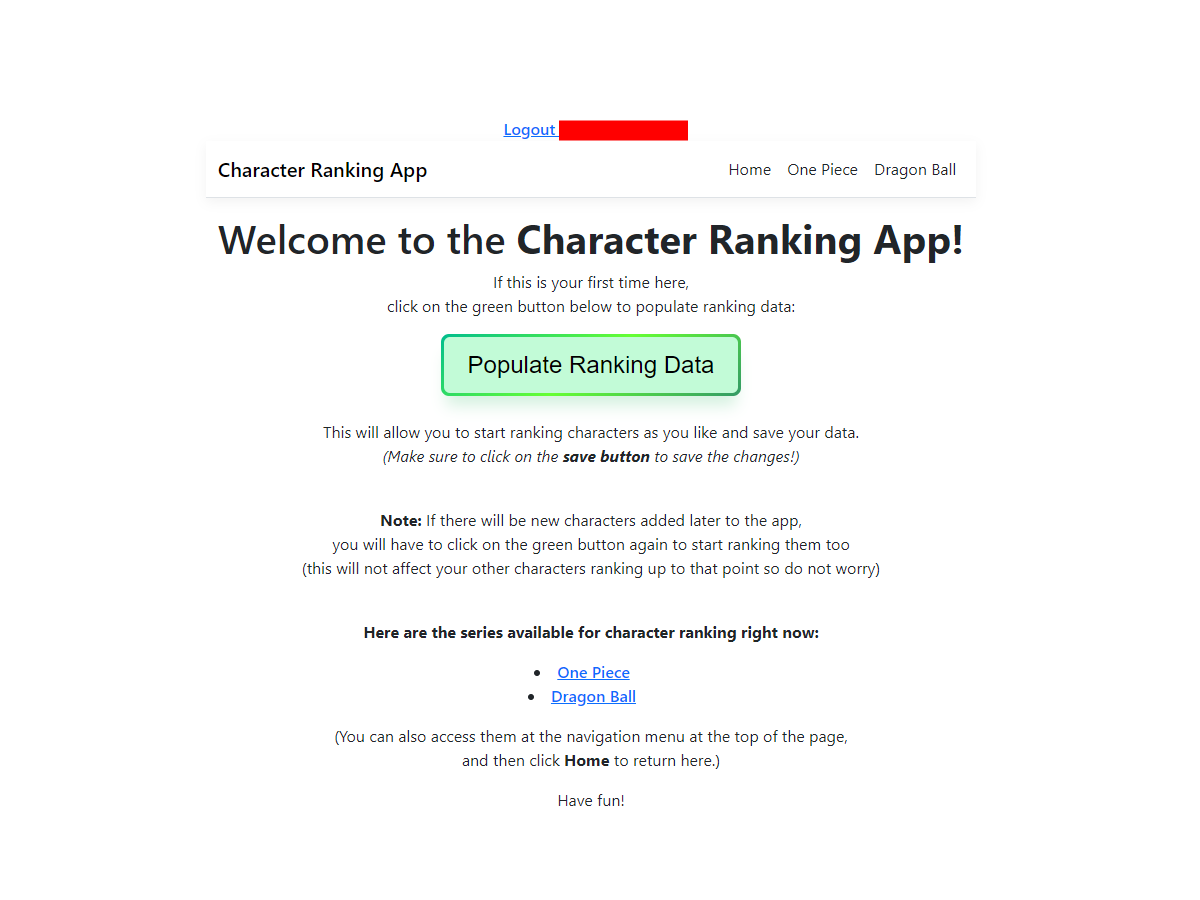 Logout
Character Ranking App Home One Piece Dragon Ball
Welcome to the Character Ranking App!
If this is your first time here,
click on the green button below to populate ranking data:
Populate Ranking Data
This will allow you to start ranking characters as you like and save your data.
(Make sure to click on the save button to save the changes!)
Note: If there will be new characters added later to the app,
you will have to click on the green button again to start ranking them too
(this will not affect your other characters ranking up to that point so do not worry)
Here are the series available for character ranking right now:
• One Piece
• Dragon Ball
(You can also access them at the navigation menu at the top of the page,
and then click Home to return here.)
Have fun!